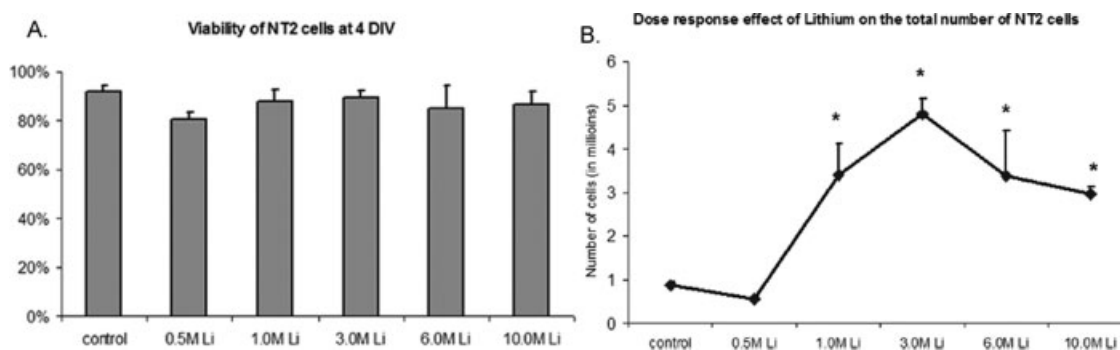 A.
Viability of NT2 cells at 4 DIV
100%
80%
60%
40%
20%
0%
control 0.5M Li 1.0M Li 3.0M Li 6.0M Li 10.0M Li
B.
Dose response effect of Lithium on the total number of NT2 cells
Number of cells (in millioins)
6
5
4
3
2
1
0
* * * *
control 0.5M Li 1.0M Li 3.0M Li 6.0M Li 10.0M Li